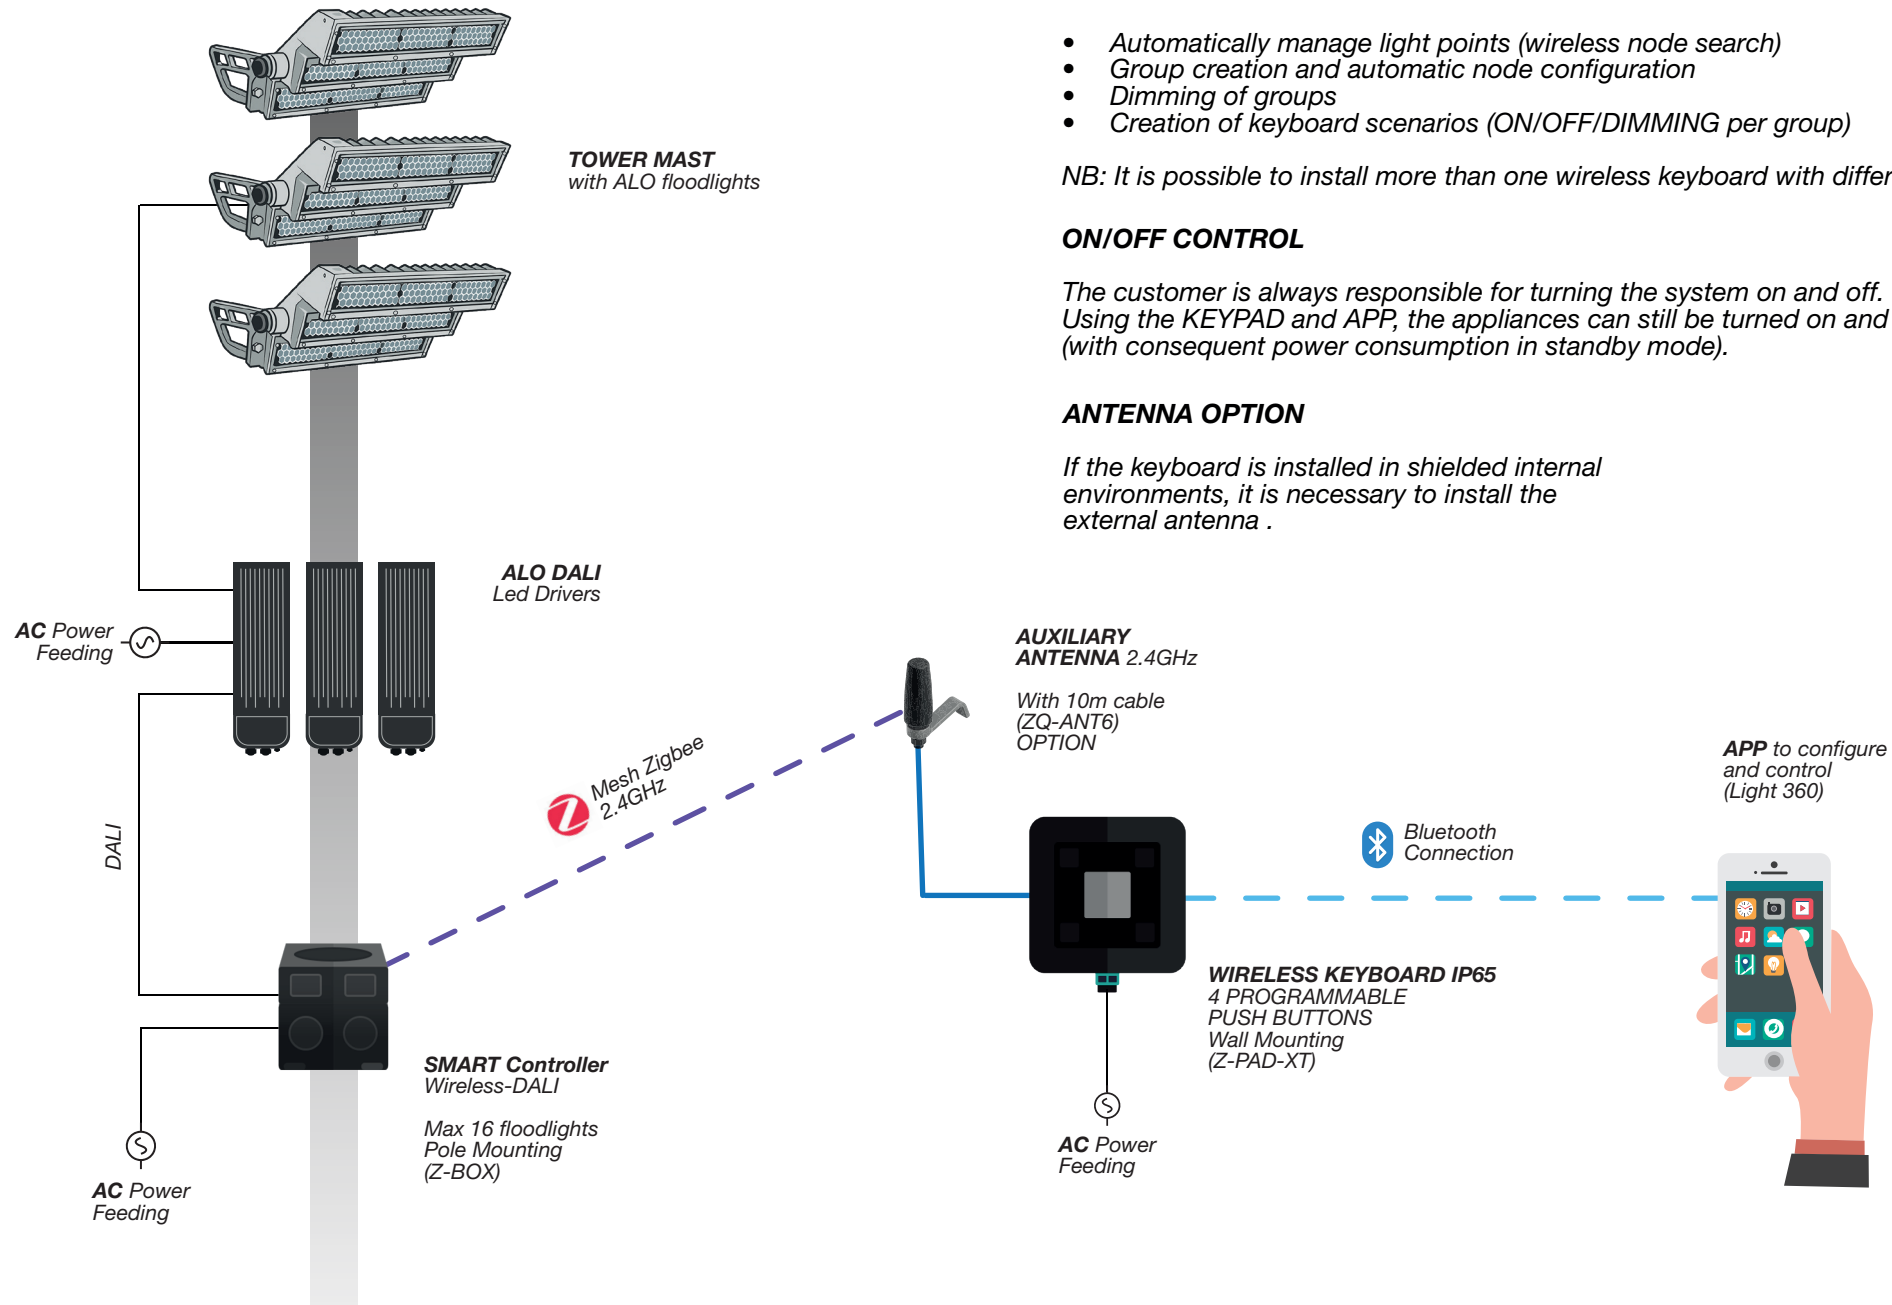 • Automatically manage light points (wireless node search)
• Group creation and automatic node configuration
• Dimming of groups
• Creation of keyboard scenarios (ON/OFF/DIMMING per group)
NB: It is possible to install more than one wireless keyboard with differ
ON/OFF CONTROL
The customer is always responsible for turning the system on and off.
Using the KEYPAD and APP, the appliances can still be turned on and
(with consequent power consumption in standby mode).
ANTENNA OPTION
If the keyboard is installed in shielded internal
environments, it is necessary to install the
external antenna .
TOWER MAST
with ALO floodlights
ALO DALI
Led Drivers
AC Power
Feeding
DALI
Mesh Zigbee
2.4GHz
AUXILIARY
ANTENNA 2.4GHz
With 10m cable
(ZQ-ANT6)
OPTION
APP to configure
and control
(Light 360)
Bluetooth
Connection
WIRELESS KEYBOARD IP65
4 PROGRAMMABLE
PUSH BUTTONS
Wall Mounting
(Z-PAD-XT)
SMART Controller
Wireless-DALI
Max 16 floodlights
Pole Mounting
(Z-BOX)
AC Power
Feeding
AC Power
Feeding